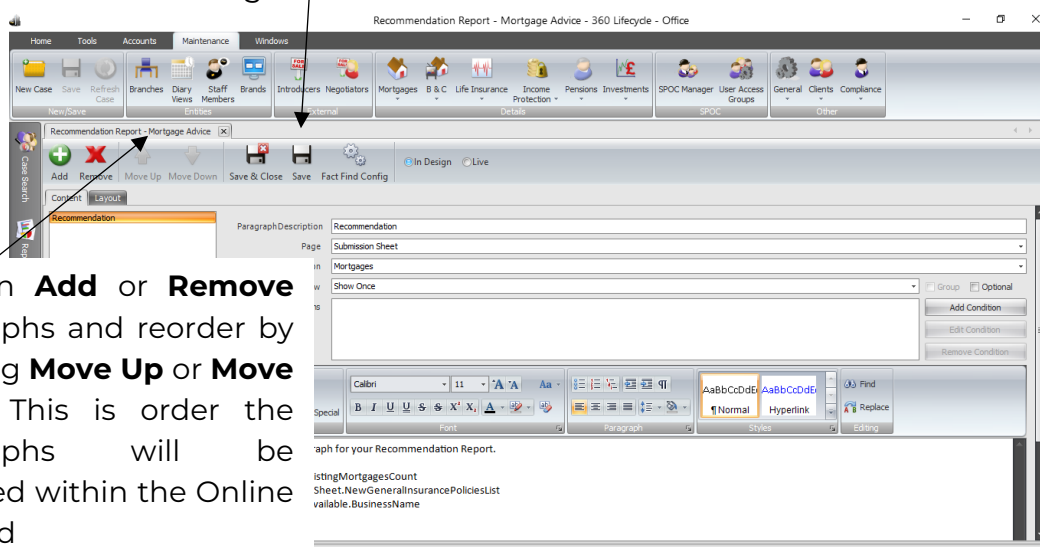 Recommendation Report - Mortgage Advice - 360 Lifecycle - Office
Home Tools Accounts Maintenance Windows
New Case Save Refresh Case Branches Diary Views Staff Members Brands Introducers Negotiators Mortgages B & C Life Insurance Income Protection Pensions Investments SPOC Manager User Access Groups General Clients Compliance
New/Save Entities External Details SPOC Other
Recommendation Report - Mortgage Advice
Case Search
Add Remove Move Up Move Down Save & Close Save Fact Find Config In Design Live
Content Layout
Recommendation
Paragraph Description Recommendation
Page Submission Sheet
Mortgages
Show Once Group Optional
Add Condition
Edit Condition
Remove Condition
Add or Remove
phs and reorder by
g Move Up or Move
This is order the
phs will be
ed within the Online
d
Calibri 11 Aa
Special
B I U U S S
AaBbCcDdE AaBbCcDdE
Normal Hyperlink
Find
Replace
Font Paragraph Styles Editing
raph for your Recommendation Report.
istingMortgagesCount
Sheet.NewGeneralInsurancePoliciesList
vailable.BusinessName